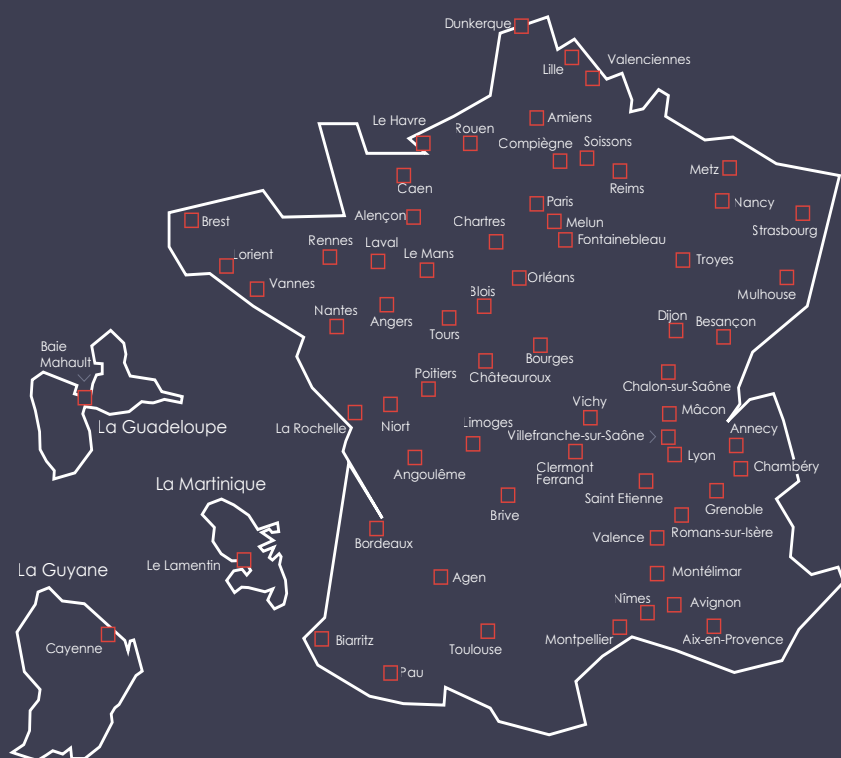 Dunkerque
Valenciennes
Lille
Amiens
Le Havre
Rouen
Compiègne
Soissons
Metz
Reims
Caen
Nancy
Paris
Alençon
Melun
Chartres
Strasbourg
Brest
Fontainebleau
Rennes
Laval
Le Mans
Lorient
Troyes
Orléans
Vannes
Blois
Mulhouse
Nantes
Angers
Tours
Dijon
Besançon
Baie
Mahault
Bourges
Poitiers
Châteauroux
Chalon-sur-Saône
Vichy
Mâcon
La Guadeloupe
La Rochelle
Niort
Limoges
Villefranche-sur-Saône
Annecy
Lyon
Chambéry
Clermont
Ferrand
Angoulême
La Martinique
Saint Etienne
Brive
Grenoble
Romans-sur-Isère
Bordeaux
Valence
Le Lamentin
La Guyane
Agen
Montélimar
Nîmes
Avignon
Cayenne
Biarritz
Toulouse
Montpellier
Aix-en-Provence
Pau